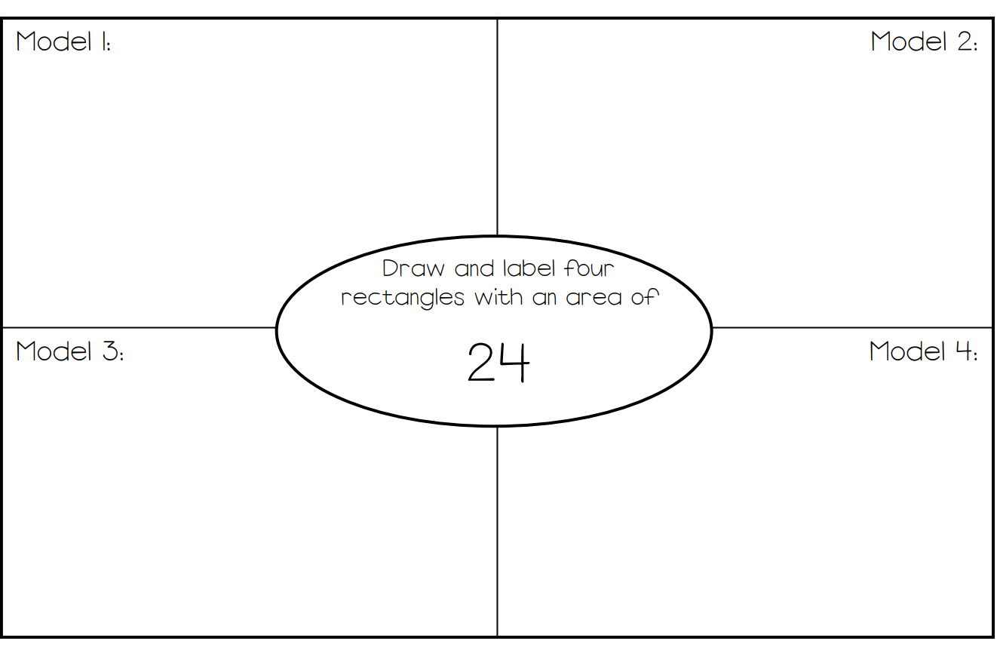 Model 1:
Model 2:
Draw and label four
rectangles with an area of
24
Model 3:
Model 4: